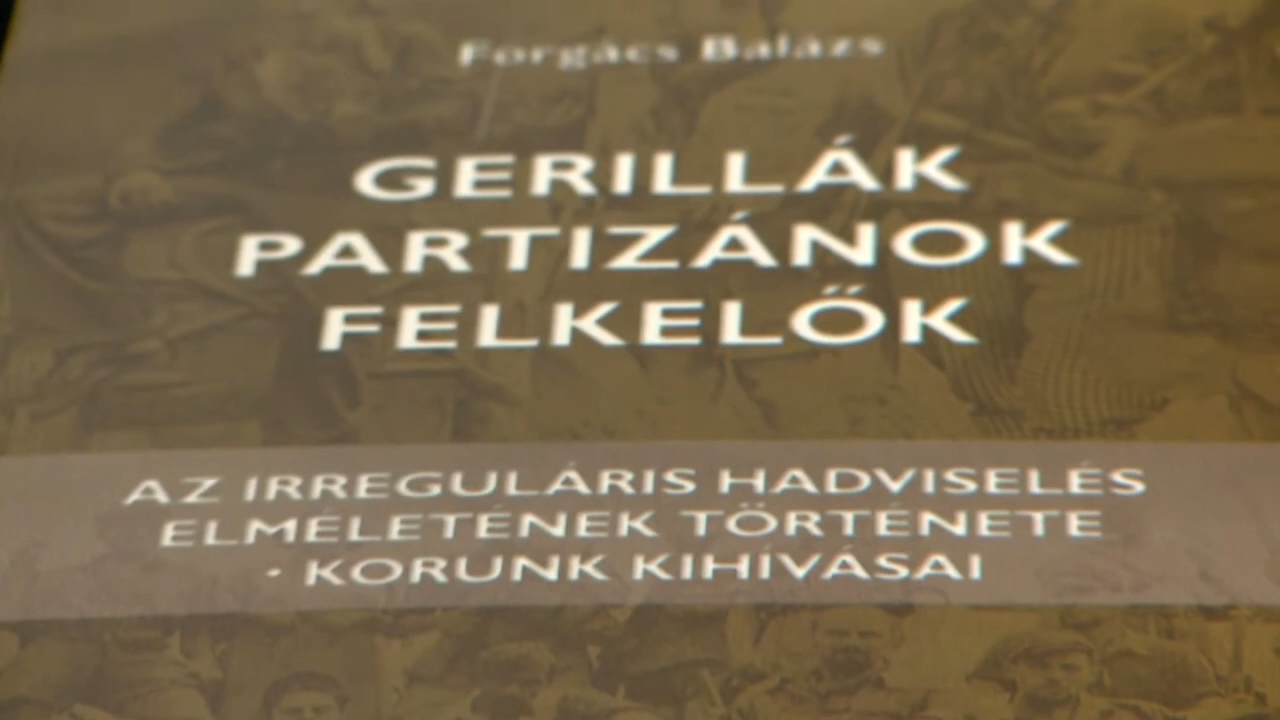 Forgács Balázs
GERILLÁK
PARTIZÁNOK
FELKELŐK
AZ IRREGULÁRIS HADVISELÉS
ELMÉLETÉNEK TÖRTÉNETE
· KORUNK KIHÍVÁSAI